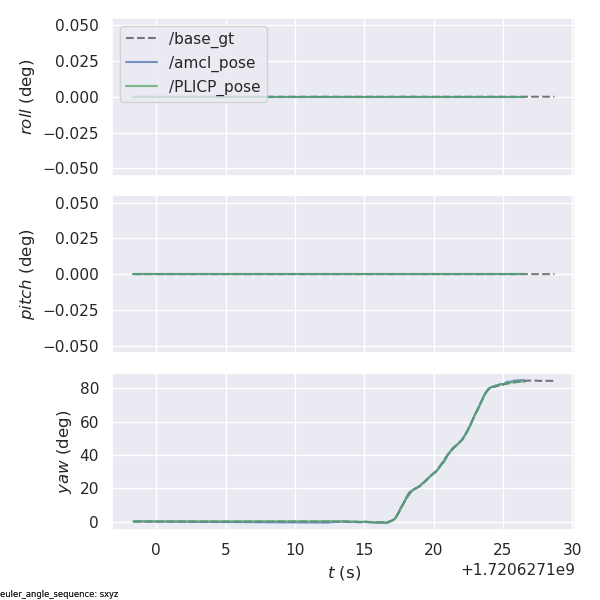 0.050
0.025
0.000
−0.025
−0.050
roll (deg)
/base_gt
/amcl_pose
/PLICP_pose
0.050
0.025
0.000
−0.025
−0.050
pitch (deg)
80
60
40
20
0
yaw (deg)
0 5 10 15 20 25 30
t (s)
+1.7206271e9
euler_angle_sequence: sxyz